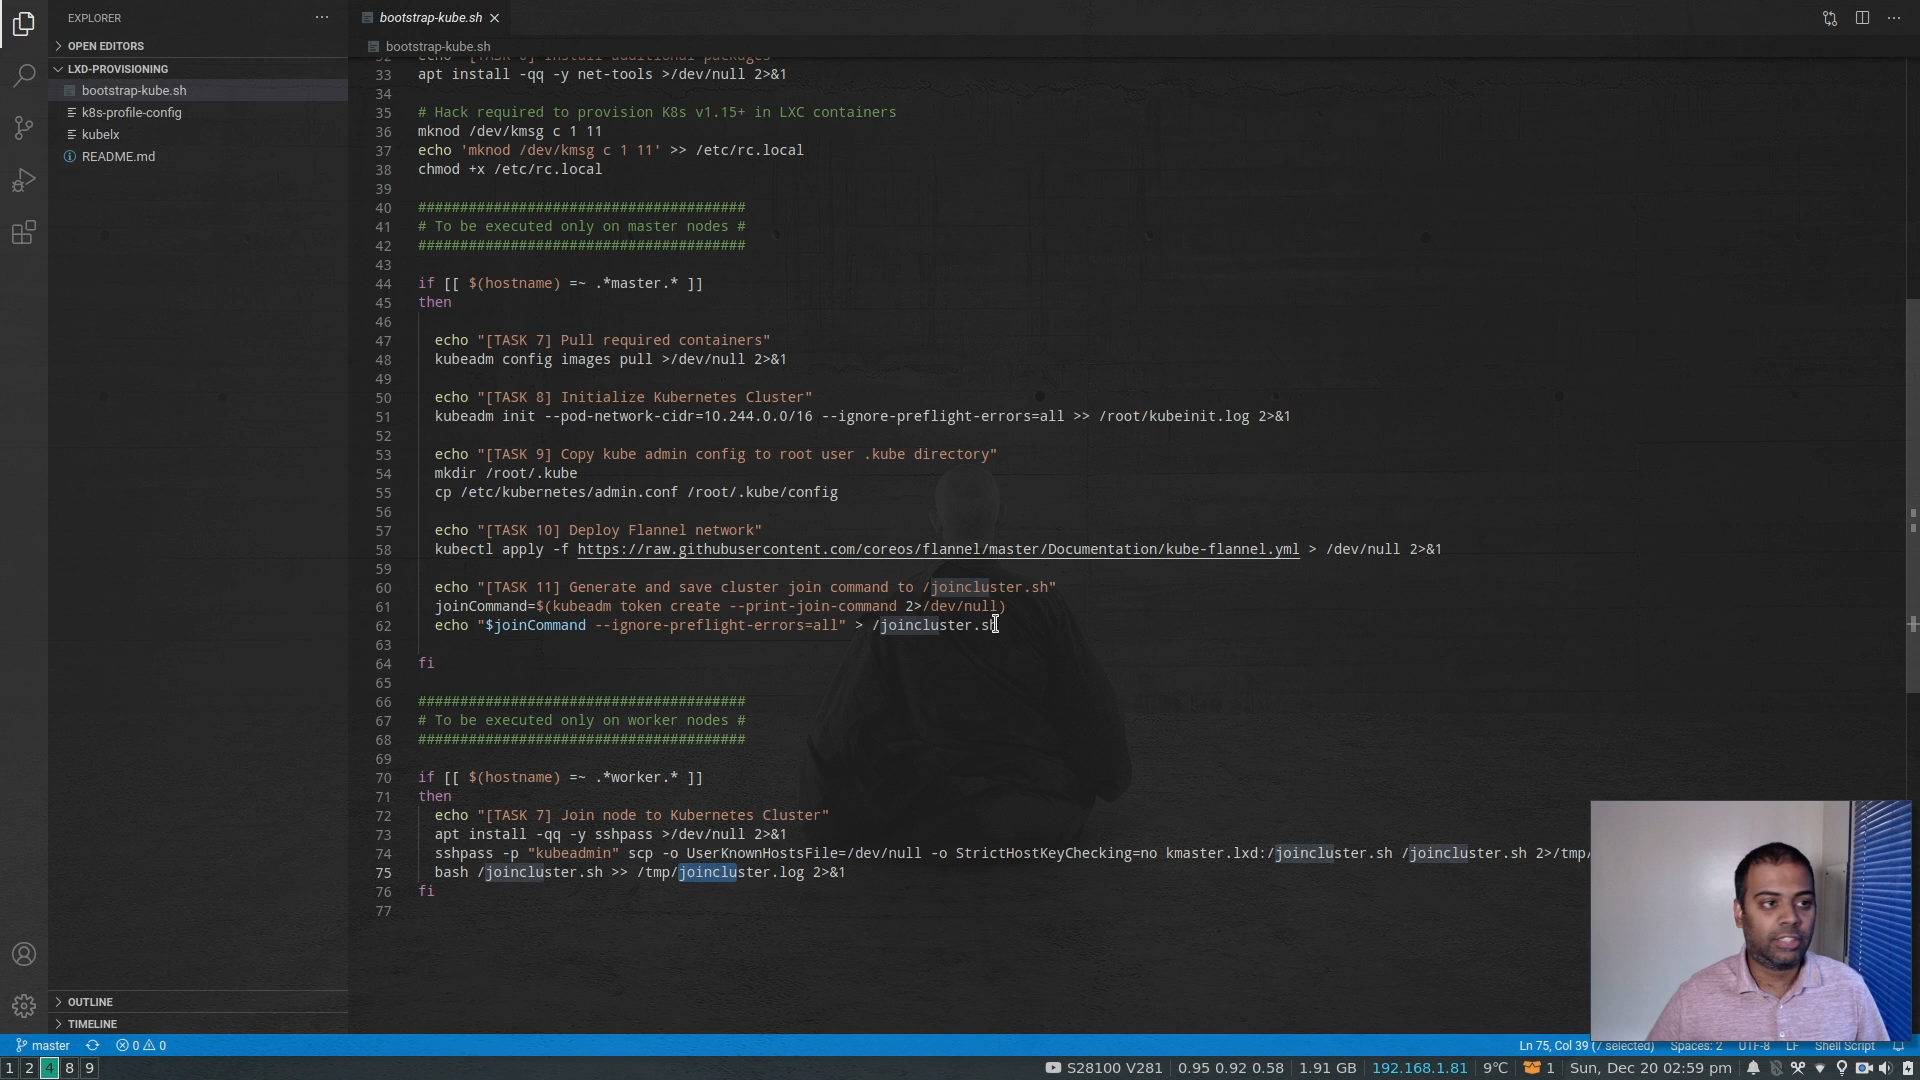 EXPLORER
OPEN EDITORS
LXD-PROVISIONING
bootstrap-kube.sh
k8s-profile-config
kubelx
README.md
OUTLINE
TIMELINE
bootstrap-kube.sh
bootstrap-kube.sh
33 apt install -qq -y net-tools >/dev/null 2>&1
34
35 # Hack required to provision K8s v1.15+ in LXC containers
36 mknod /dev/kmsg c 1 11
37 echo 'mknod /dev/kmsg c 1 11' >> /etc/rc.local
38 chmod +x /etc/rc.local
39
40 #######################################
41 # To be executed only on master nodes #
42 #######################################
43
44 if [[ $(hostname) =~ .*master.* ]]
45 then
46
47 echo "[TASK 7] Pull required containers"
48 kubeadm config images pull >/dev/null 2>&1
49
50 echo "[TASK 8] Initialize Kubernetes Cluster"
51 kubeadm init --pod-network-cidr=10.244.0.0/16 --ignore-preflight-errors=all >> /root/kubeinit.log 2>&1
52
53 echo "[TASK 9] Copy kube admin config to root user .kube directory"
54 mkdir /root/.kube
55 cp /etc/kubernetes/admin.conf /root/.kube/config
56
57 echo "[TASK 10] Deploy Flannel network"
58 kubectl apply -f https://raw.githubusercontent.com/coreos/flannel/master/Documentation/kube-flannel.yml > /dev/null 2>&1
59
60 echo "[TASK 11] Generate and save cluster join command to /joincluster.sh"
61 joinCommand=$(kubeadm token create --print-join-command 2>/dev/null)
62 echo "$joinCommand --ignore-preflight-errors=all" > /joincluster.sh
63
64 fi
65
66 #######################################
67 # To be executed only on worker nodes #
68 #######################################
69
70 if [[ $(hostname) =~ .*worker.* ]]
71 then
72 echo "[TASK 7] Join node to Kubernetes Cluster"
73 apt install -qq -y sshpass >/dev/null 2>&1
74 sshpass -p "kubeadmin" scp -o UserKnownHostsFile=/dev/null -o StrictHostKeyChecking=no kmaster.lxd:/joincluster.sh /joincluster.sh 2>/tmp/
75 bash /joincluster.sh >> /tmp/joincluster.log 2>&1
76 fi
77
master 0 0 Ln 75, Col 39 (7 selected) Spaces: 2 UTF-8 LF Shell Script
1 2 4 8 9 S28100 V281 0.95 0.92 0.58 1.91 GB 192.168.1.81 9°C 1 Sun, Dec 20 02:59 pm